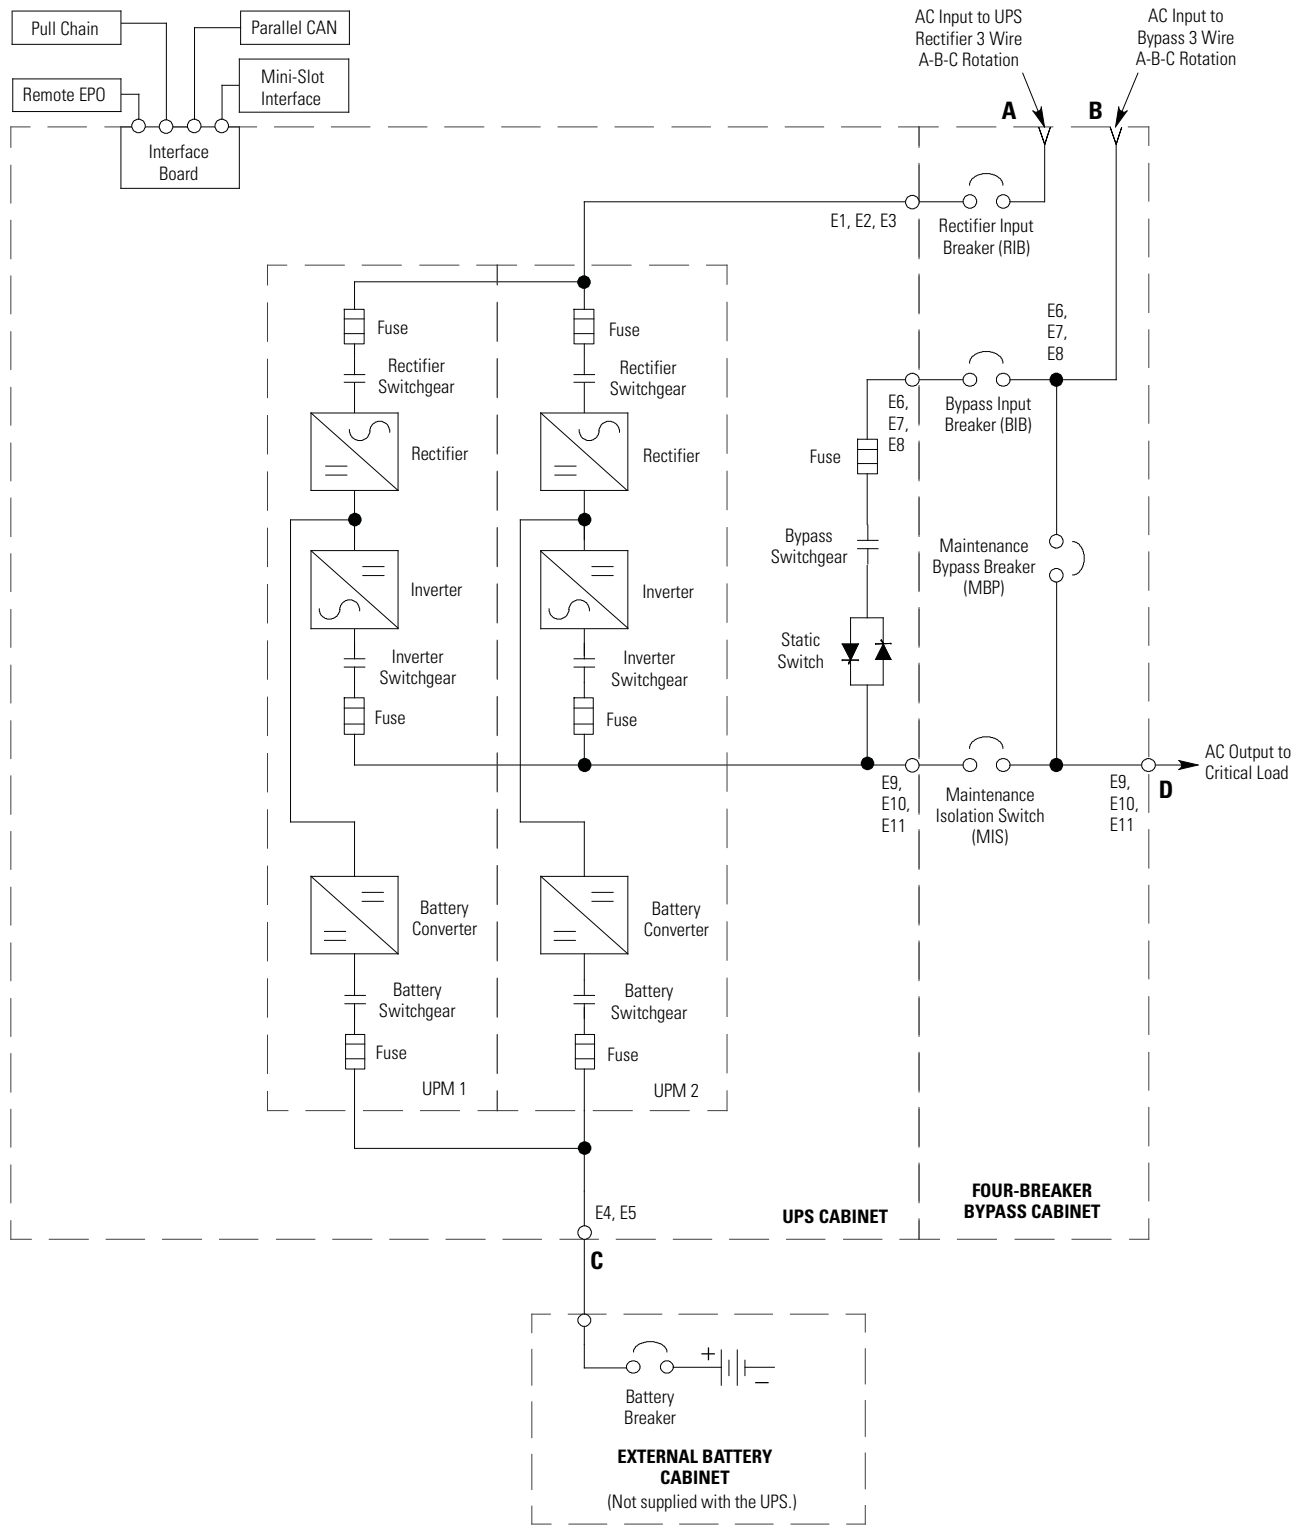 Pull Chain
Parallel CAN
Remote EPO
Mini-Slot
Interface
Interface
Board
AC Input to UPS
Rectifier 3 Wire
A-B-C Rotation
AC Input to
Bypass 3 Wire
A-B-C Rotation
A
B
E1, E2, E3
Rectifier Input
Breaker (RIB)
Fuse
Rectifier
Switchgear
Rectifier
Inverter
Inverter
Switchgear
Fuse
Battery
Converter
Battery
Switchgear
Fuse
UPM 1
Fuse
Rectifier
Switchgear
Rectifier
Inverter
Inverter
Switchgear
Fuse
Battery
Converter
Battery
Switchgear
Fuse
UPM 2
E6,
E7,
E8
E6,
E7,
E8
Bypass Input
Breaker (BIB)
Fuse
Bypass
Switchgear
Static
Switch
Maintenance
Bypass Breaker
(MBP)
E9,
E10,
E11
Maintenance
Isolation Switch
(MIS)
E9,
E10,
E11
D
AC Output to
Critical Load
E4, E5
C
UPS CABINET
FOUR-BREAKER
BYPASS CABINET
+
–
Battery
Breaker
EXTERNAL BATTERY
CABINET
(Not supplied with the UPS.)